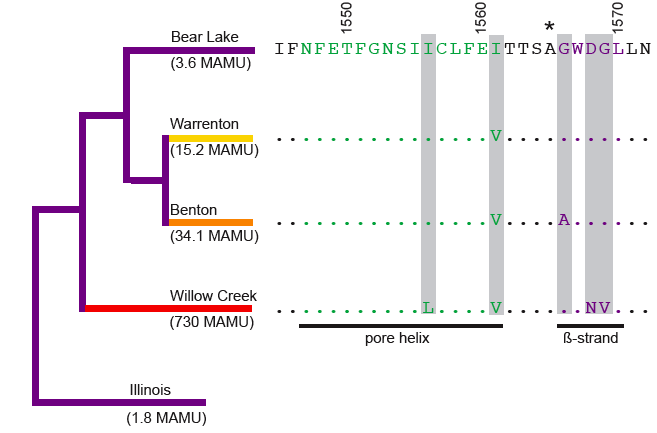 1550 1560 1570
*
Bear Lake IFNFETFGNSIICLFEITTSAGWDGLLN
(3.6 MAMU)
Warrenton ................V...........
(15.2 MAMU)
Benton ................V....A......
(34.1 MAMU)
Willow Creek ...........L....V......NV...
(730 MAMU)
pore helix ß-strand
Illinois
(1.8 MAMU)